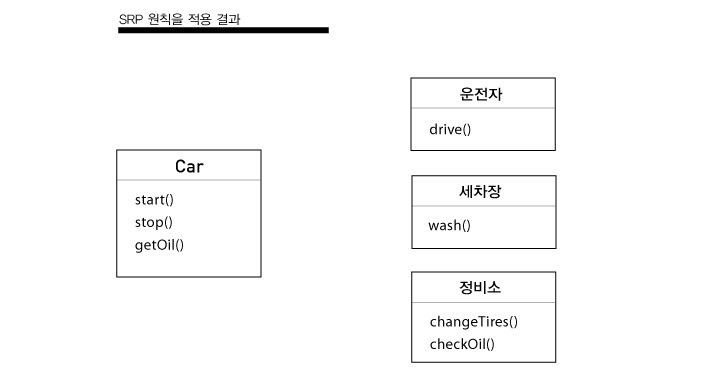 SRP 원칙을 적용 결과
Car
start()
stop()
getOil()
운전자
drive()
세차장
wash()
정비소
changeTires()
checkOil()